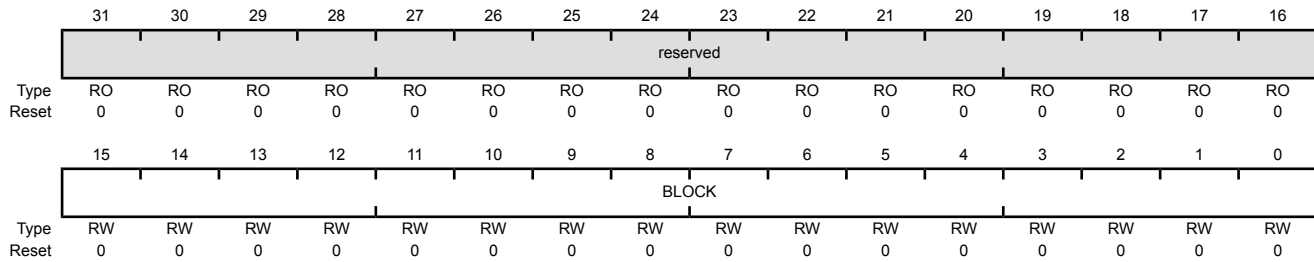 31 30 29 28 27 26 25 24 23 22 21 20 19 18 17 16
reserved
Type RO RO RO RO RO RO RO RO RO RO RO RO RO RO RO RO
Reset 0 0 0 0 0 0 0 0 0 0 0 0 0 0 0 0
15 14 13 12 11 10 9 8 7 6 5 4 3 2 1 0
BLOCK
Type RW RW RW RW RW RW RW RW RW RW RW RW RW RW RW RW
Reset 0 0 0 0 0 0 0 0 0 0 0 0 0 0 0 0